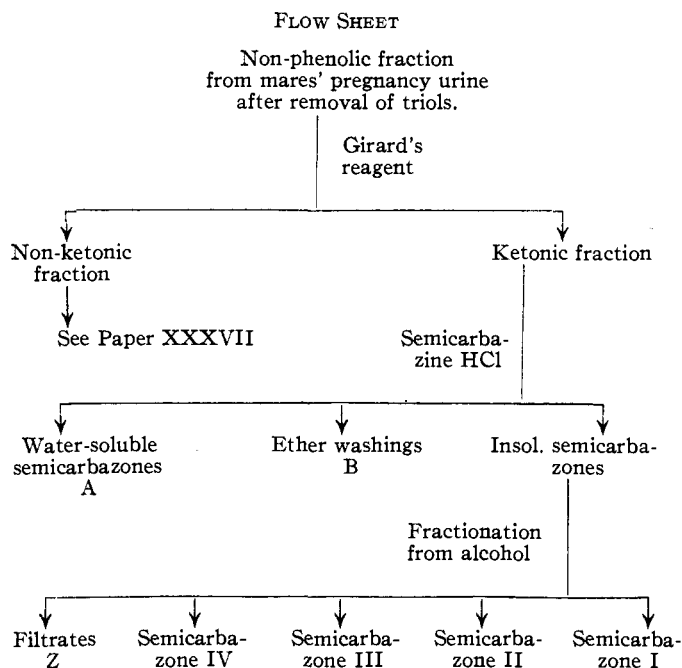 FLOW SHEET
Non-phenolic fraction
from mares' pregnancy urine
after removal of triols.
Girard's
reagent
Non-ketonic
fraction
Ketonic fraction
See Paper XXXVII
Semicarba-
zine HCl
Water-soluble
semicarbazones
A
Ether washings
B
Insol. semicarba-
zones
Fractionation
from alcohol
Filtrates
Z
Semicarba-
zone IV
Semicarba-
zone III
Semicarba-
zone II
Semicarba-
zone I